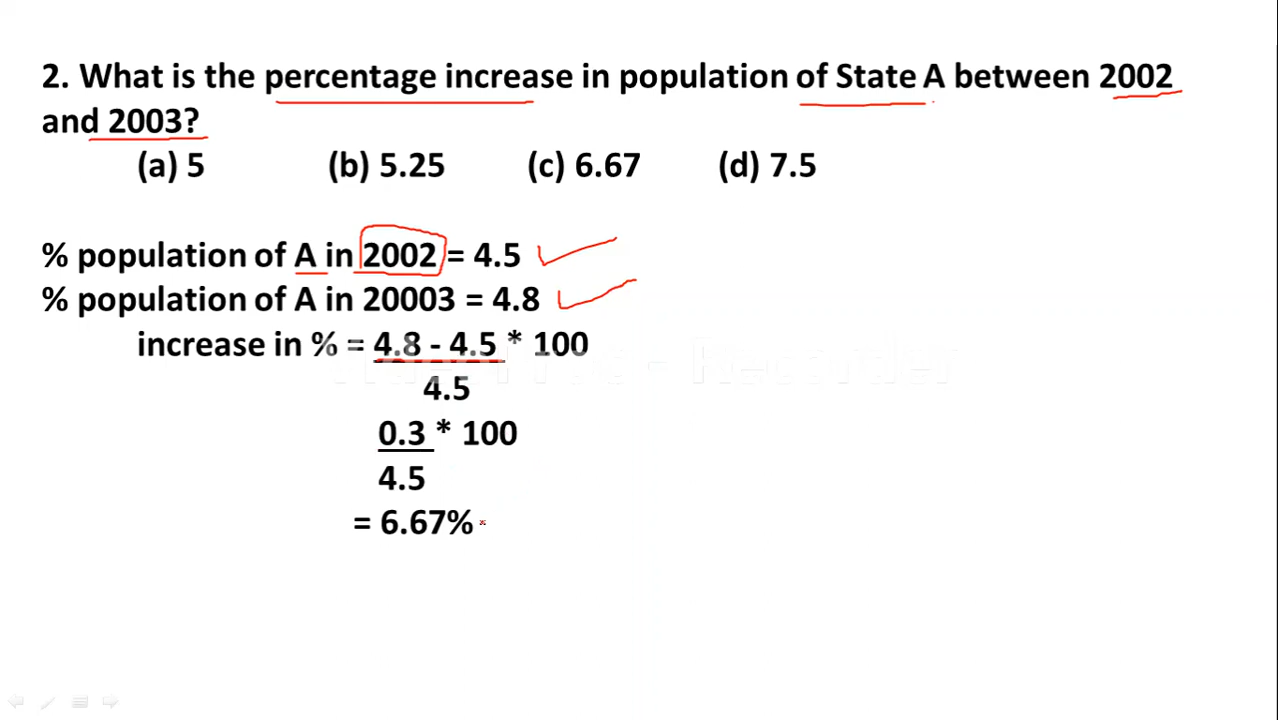 2. What is the percentage increase in population of State A between 2002
and 2003?
(a) 5 (b) 5.25 (c) 6.67 (d) 7.5
% population of A in 2002 = 4.5
% population of A in 20003 = 4.8
increase in % = 4.8 - 4.5 * 100
4.5
0.3 * 100
4.5
= 6.67%